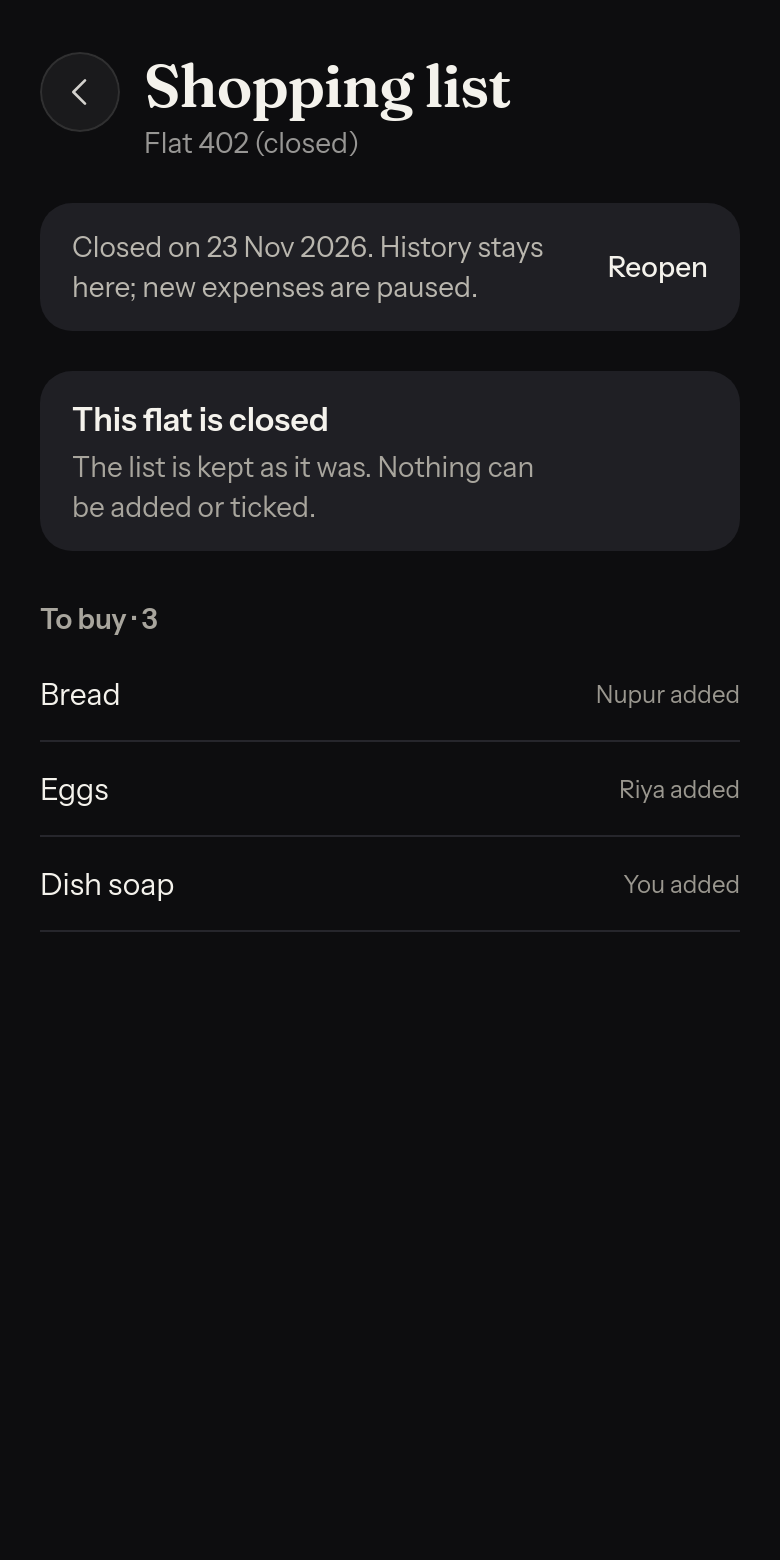 Shopping list
Flat 402 (closed)
Closed on 23 Nov 2026. History stays
here; new expenses are paused.
Reopen
This flat is closed
The list is kept as it was. Nothing can
be added or ticked.
To buy · 3
Bread
Nupur added
Eggs
Riya added
Dish soap
You added